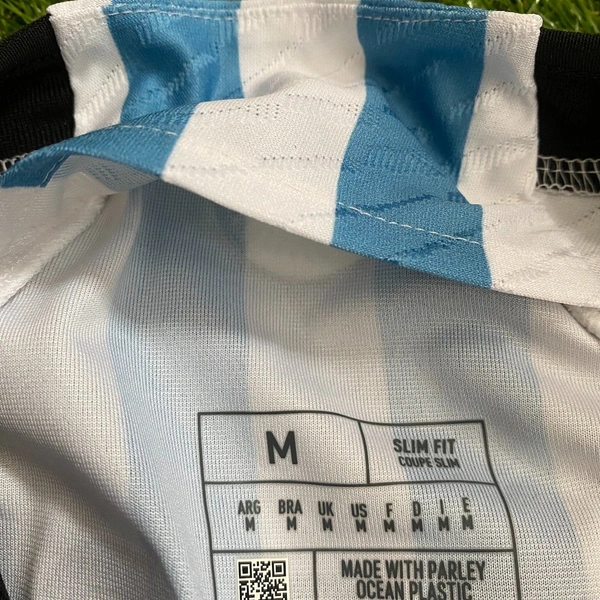 M
SLIM FIT
COUPE SLIM
ARG BRA UK US F D I E
M M M M M M M M
MADE WITH PARLEY
OCEAN PLASTIC